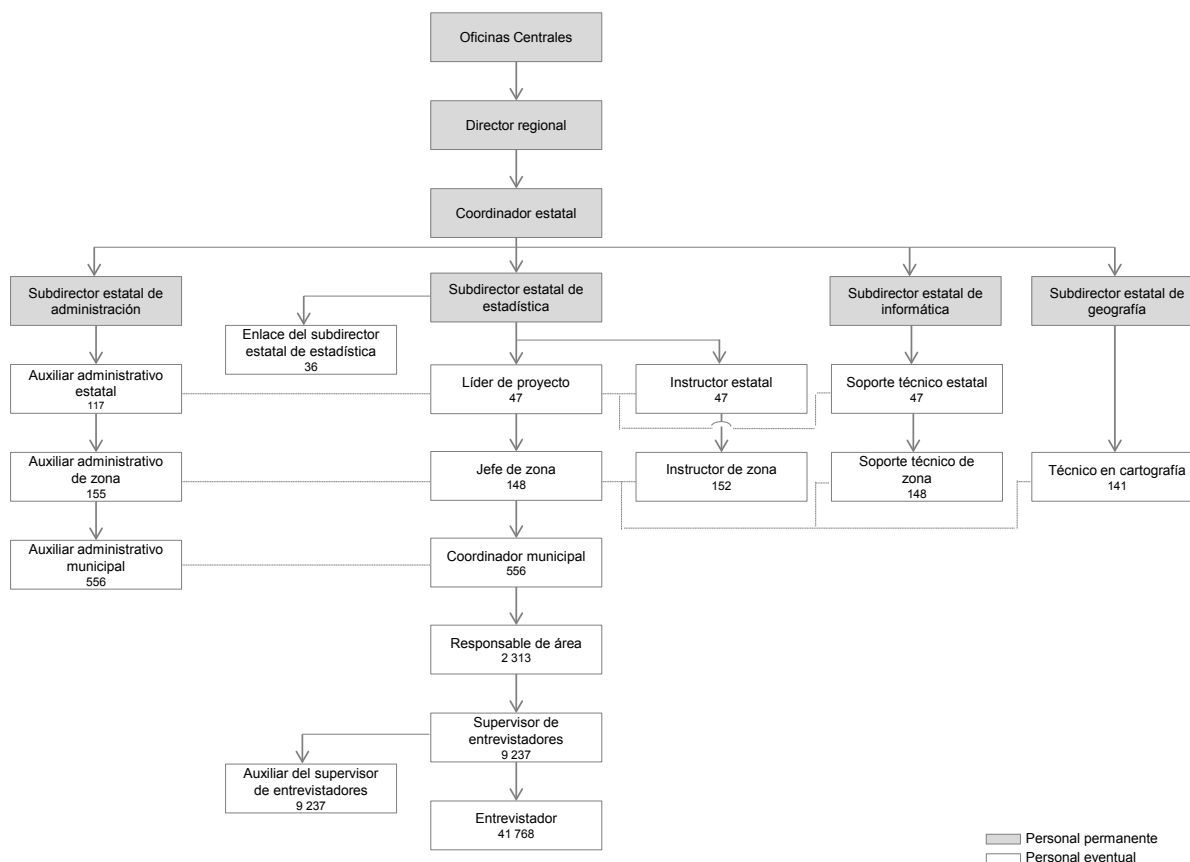 Oficinas Centrales
Director regional
Coordinador estatal
Subdirector estatal de
administración
Subdirector estatal de
estadística
Subdirector estatal de
informática
Subdirector estatal de
geografía
Enlace del subdirector
estatal de estadística
36
Auxiliar administrativo
estatal
117
Líder de proyecto
47
Instructor estatal
47
Soporte técnico estatal
47
Auxiliar administrativo
de zona
155
Jefe de zona
148
Instructor de zona
152
Soporte técnico de
zona
148
Técnico en cartografía
141
Auxiliar administrativo
municipal
556
Coordinador municipal
556
Responsable de área
2 313
Supervisor de
entrevistadores
9 237
Auxiliar del supervisor
de entrevistadores
9 237
Entrevistador
41 768
Personal permanente
Personal eventual